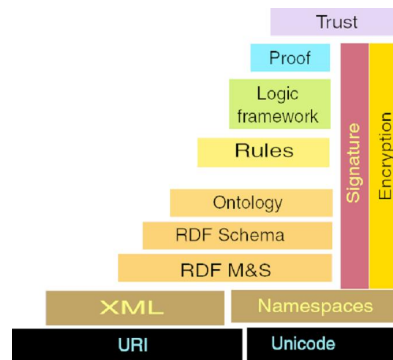 Trust
Proof
Logic
framework
Rules
Ontology
RDF Schema
RDF M&S
Signature
Encryption
XML
Namespaces
URI
Unicode